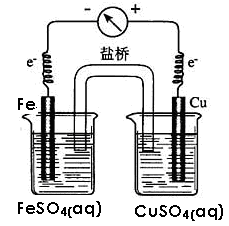 - +
盐桥
e⁻ e⁻
Fe Cu
FeSO₄(aq) CuSO₄(aq)